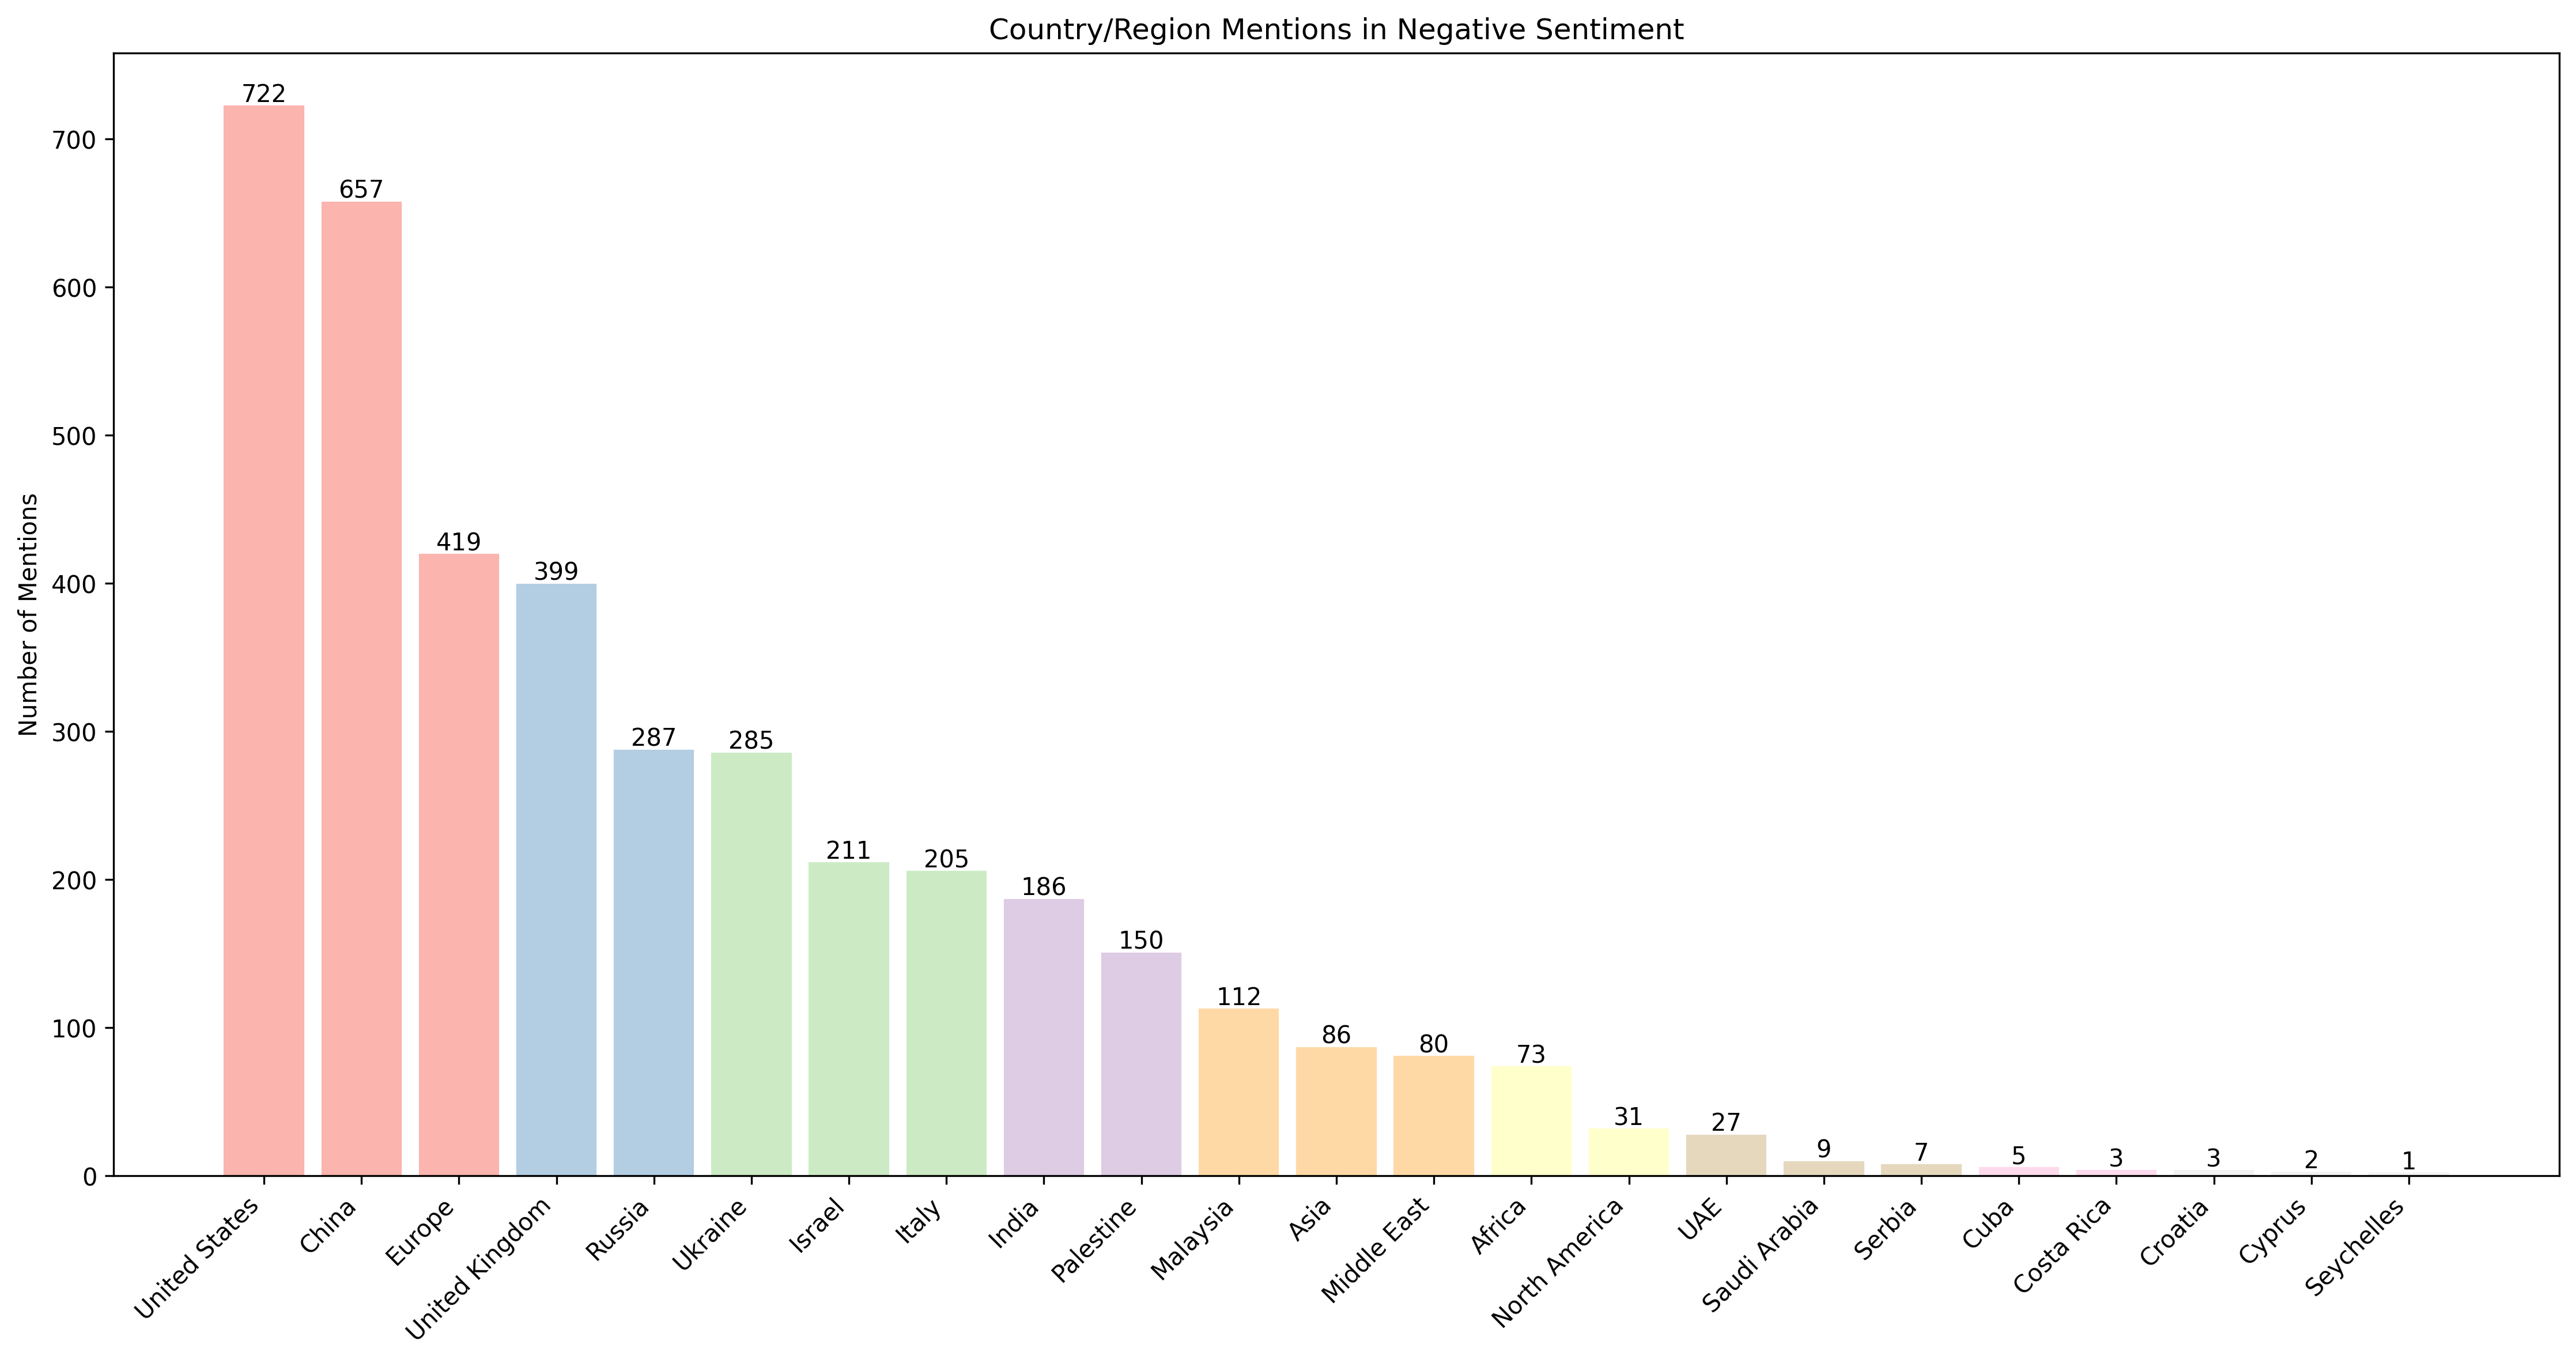 Country/Region Mentions in Negative Sentiment
Number of Mentions
700
600
500
400
300
200
100
0
722
657
419
399
287
285
211
205
186
150
112
86
80
73
31
27
9
7
5
3
3
2
1
United States
China
Europe
United Kingdom
Russia
Ukraine
Israel
Italy
India
Palestine
Malaysia
Asia
Middle East
Africa
North America
UAE
Saudi Arabia
Serbia
Cuba
Costa Rica
Croatia
Cyprus
Seychelles